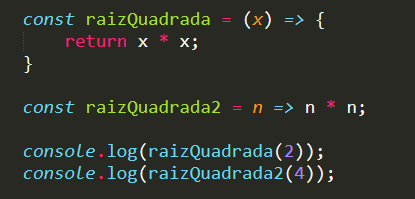 const raizQuadrada = (x) => {
    return x * x;
}
const raizQuadrada2 = n => n * n;
console.log(raizQuadrada(2));
console.log(raizQuadrada2(4));